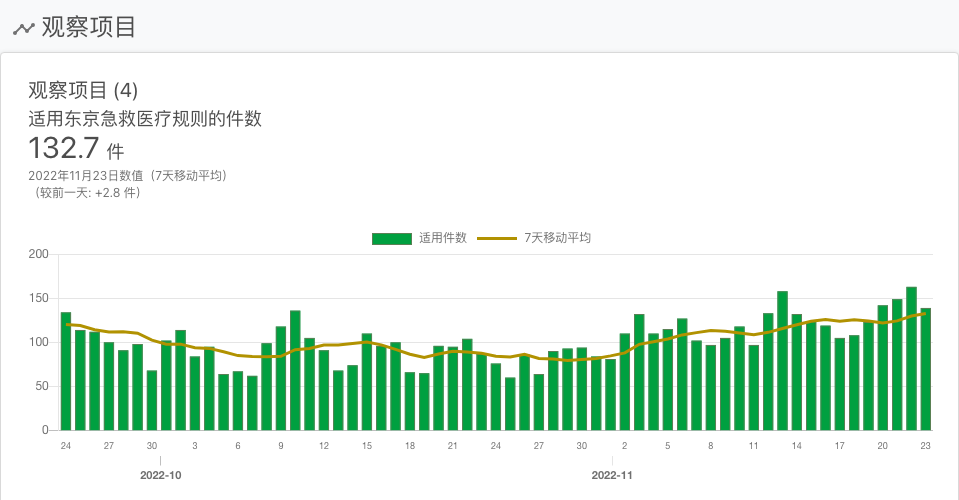 观察项目
观察项目 (4)
适用东京急救医疗规则的件数
132.7 件
2022年11月23日数值（7天移动平均）
（较前一天: +2.8 件）
适用件数 7天移动平均
200
150
100
50
0
24 27 30 3 6 9 12 15 18 21 24 27 30 2 5 8 11 14 17 20 23
2022-10 2022-11